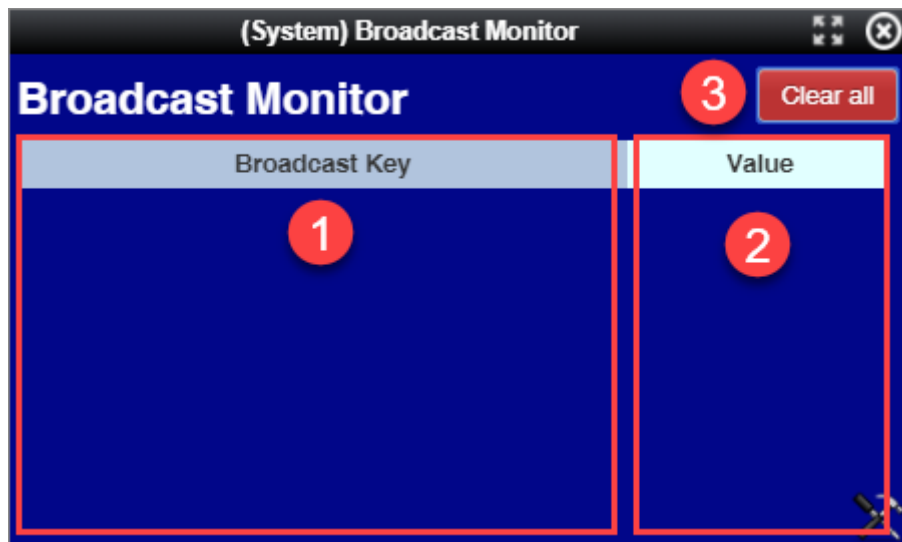 (System) Broadcast Monitor
Broadcast Monitor
3
Clear all
Broadcast Key
Value
1
2